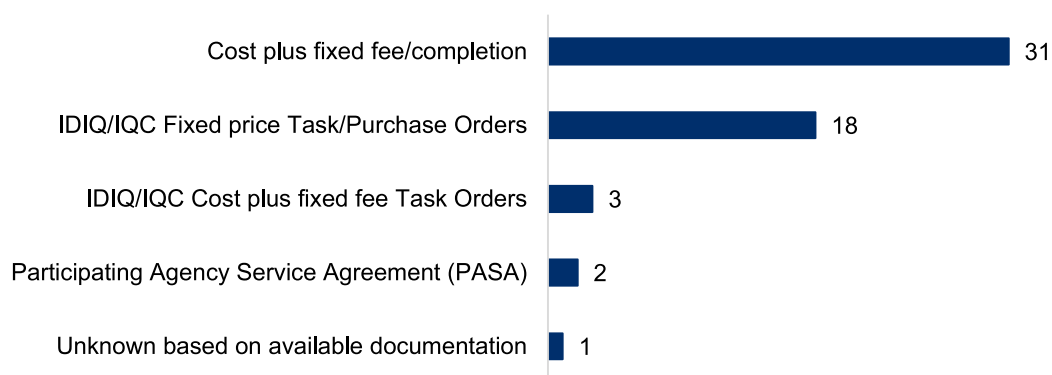 Cost plus fixed fee/completion 31
IDIQ/IQC Fixed price Task/Purchase Orders 18
IDIQ/IQC Cost plus fixed fee Task Orders 3
Participating Agency Service Agreement (PASA) 2
Unknown based on available documentation 1